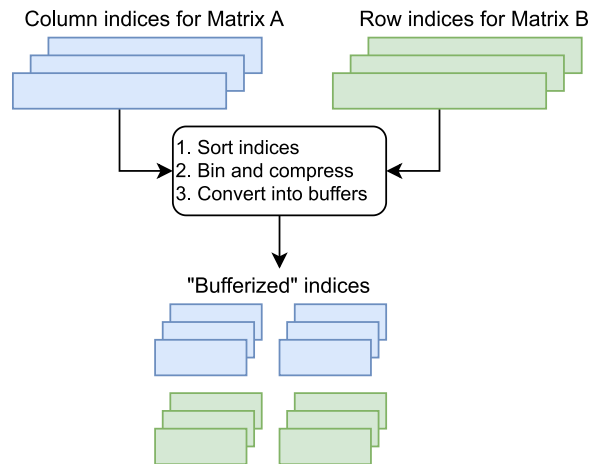 Column indices for Matrix A
Row indices for Matrix B
1. Sort indices
2. Bin and compress
3. Convert into buffers
"Bufferized" indices